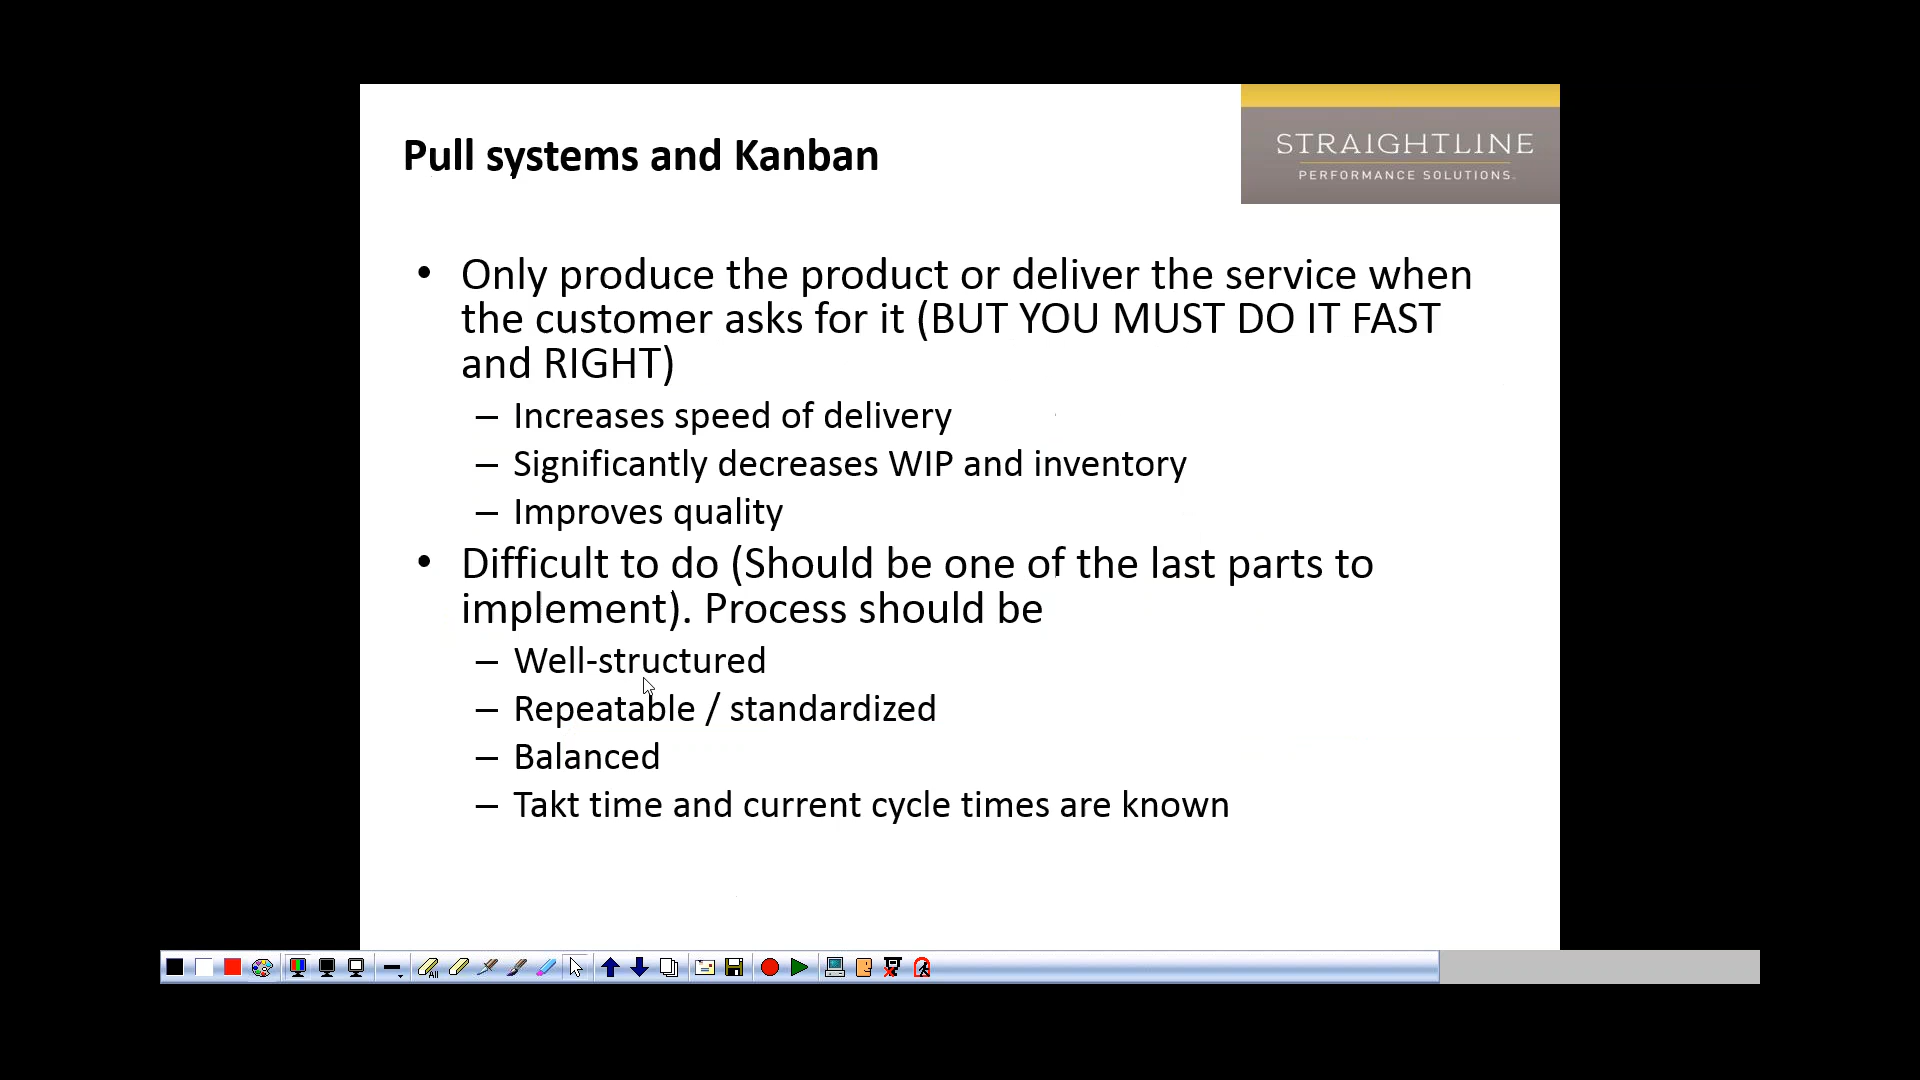 Pull systems and Kanban
STRAIGHTLINE
PERFORMANCE SOLUTIONS.
• Only produce the product or deliver the service when
the customer asks for it (BUT YOU MUST DO IT FAST
and RIGHT)
– Increases speed of delivery
– Significantly decreases WIP and inventory
– Improves quality
• Difficult to do (Should be one of the last parts to
implement). Process should be
– Well-structured
– Repeatable / standardized
– Balanced
– Takt time and current cycle times are known
All